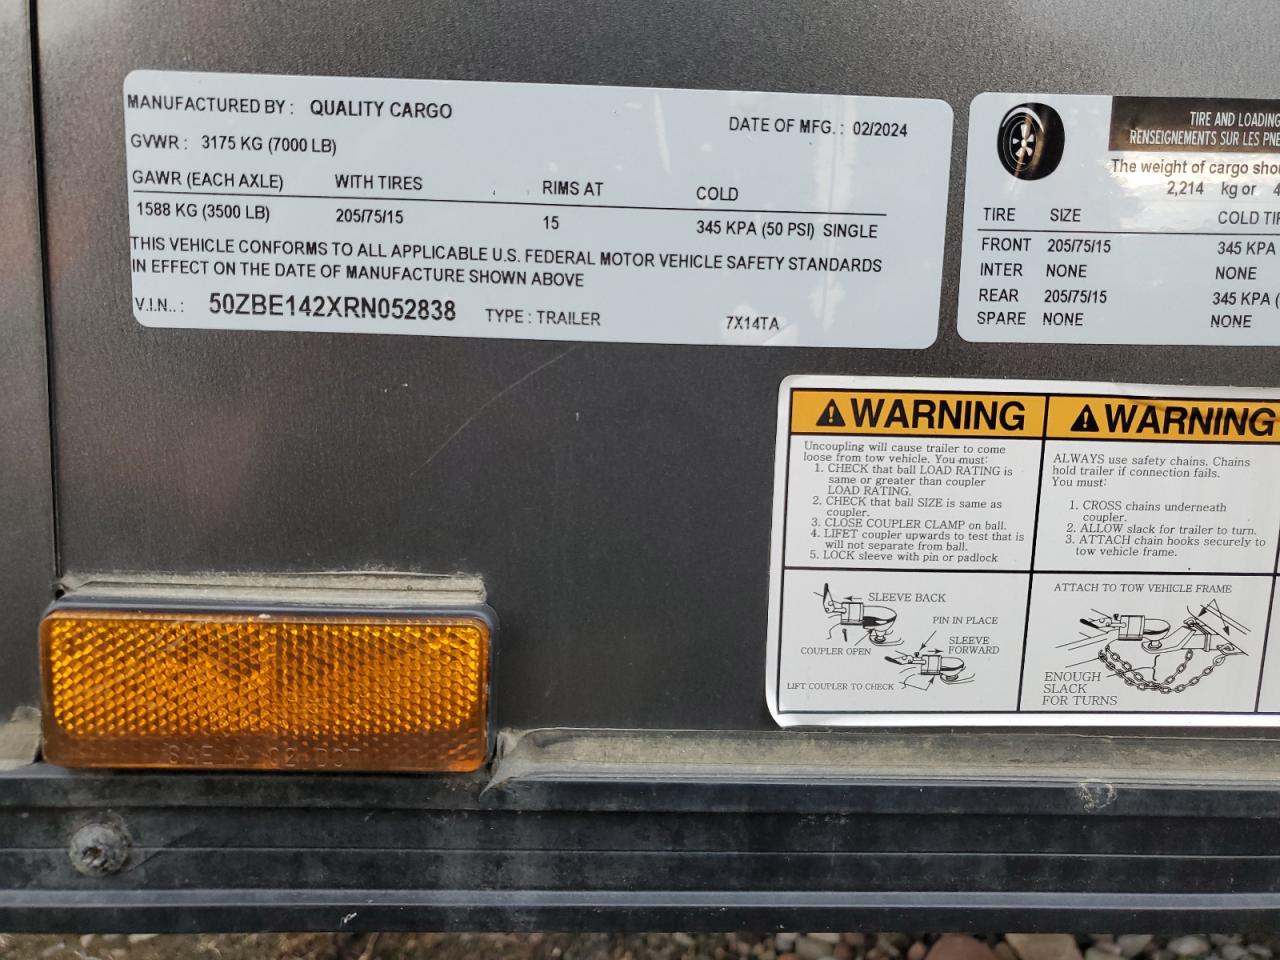 MANUFACTURED BY : QUALITY CARGO
DATE OF MFG. : 02/2024
GVWR : 3175 KG (7000 LB)
GAWR (EACH AXLE) WITH TIRES RIMS AT COLD
1588 KG (3500 LB) 205/75/15 15 345 KPA (50 PSI) SINGLE
THIS VEHICLE CONFORMS TO ALL APPLICABLE U.S. FEDERAL MOTOR VEHICLE SAFETY STANDARDS
IN EFFECT ON THE DATE OF MANUFACTURE SHOWN ABOVE
V.I.N.. : 50ZBE142XRN052838 TYPE : TRAILER 7X14TA
TIRE AND LOADING
RENSEIGNEMENTS SUR LES PNE
The weight of cargo shou
2,214 kg or 4
TIRE SIZE COLD TI
FRONT 205/75/15 345 KPA
INTER NONE NONE
REAR 205/75/15 345 KPA (
SPARE NONE NONE
WARNING
Uncoupling will cause trailer to come
loose from tow vehicle. You must:
1. CHECK that ball LOAD RATING is
same or greater than coupler
LOAD RATING.
2. CHECK that ball SIZE is same as
coupler.
3. CLOSE COUPLER CLAMP on ball.
4. LIFET coupler upwards to test that is
will not separate from ball.
5. LOCK sleeve with pin or padlock
SLEEVE BACK
PIN IN PLACE
SLEEVE
FORWARD
COUPLER OPEN
LIFT COUPLER TO CHECK
WARNING
ALWAYS use safety chains. Chains
hold trailer if connection fails.
You must:
1. CROSS chains underneath
coupler.
2. ALLOW slack for trailer to turn.
3. ATTACH chain hooks securely to
tow vehicle frame.
ATTACH TO TOW VEHICLE FRAME
ENOUGH
SLACK
FOR TURNS
SAE A 02 DOT